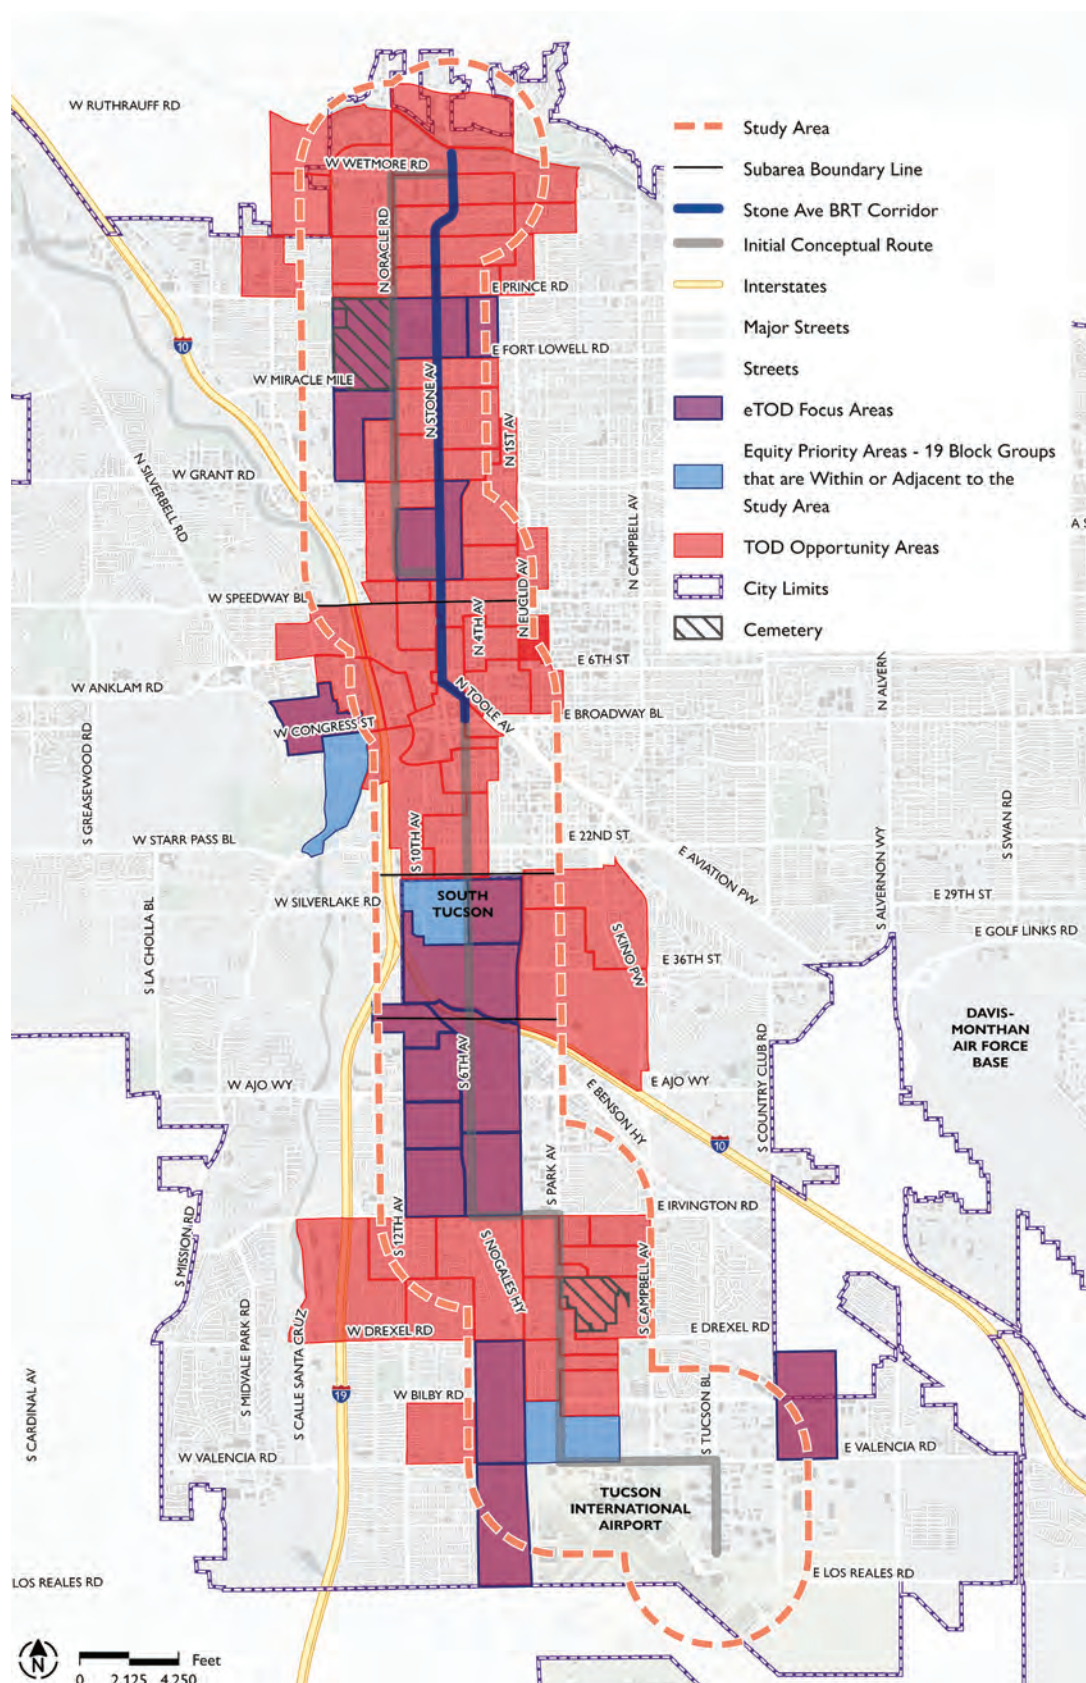 W RUTHRAUFF RD
W WETMORE RD
N ORACLE RD
E PRINCE RD
E FORT LOWELL RD
10
W MIRACLE MILE
N STONE AV
N 1ST AV
W GRANT RD
N SILVERBELL RD
N CAMPBELL AV
Study Area
Subarea Boundary Line
Stone Ave BRT Corridor
Initial Conceptual Route
Interstates
Major Streets
Streets
eTOD Focus Areas
Equity Priority Areas - 19 Block Groups
that are Within or Adjacent to the
Study Area
TOD Opportunity Areas
City Limits
Cemetery
A S
W SPEEDWAY BL
N 4TH AV
N EUCLID AV
E 6TH ST
N ALVERN
W ANKLAM RD
N TOOLE AV
W CONGRESS ST
E BROADWAY BL
S GREASEWOOD RD
W STARR PASS BL
S 10TH AV
E 22ND ST
E AVIATION PW
S ALVERNON WY
S SWAN RD
W SILVERLAKE RD
SOUTH
TUCSON
E 29TH ST
E GOLF LINKS RD
S LA CHOLLA BL
S KINO PW
E 36TH ST
DAVIS-
MONTHAN
AIR FORCE
BASE
S 6TH AV
W AJO WY
E AJO WY
E BENSON HY
S COUNTRY CLUB RD
10
S PARK AV
E IRVINGTON RD
S MISSION RD
S 12TH AV
S NOGALES HY
S CAMPBELL AV
W DREXEL RD
E DREXEL RD
S MIDVALE PARK RD
S CALLE SANTA CRUZ
19
W BILBY RD
S TUCSON BL
S CARDINAL AV
W VALENCIA RD
E VALENCIA RD
TUCSON
INTERNATIONAL
AIRPORT
LOS REALES RD
E LOS REALES RD
N
Feet
0 2,125 4,250